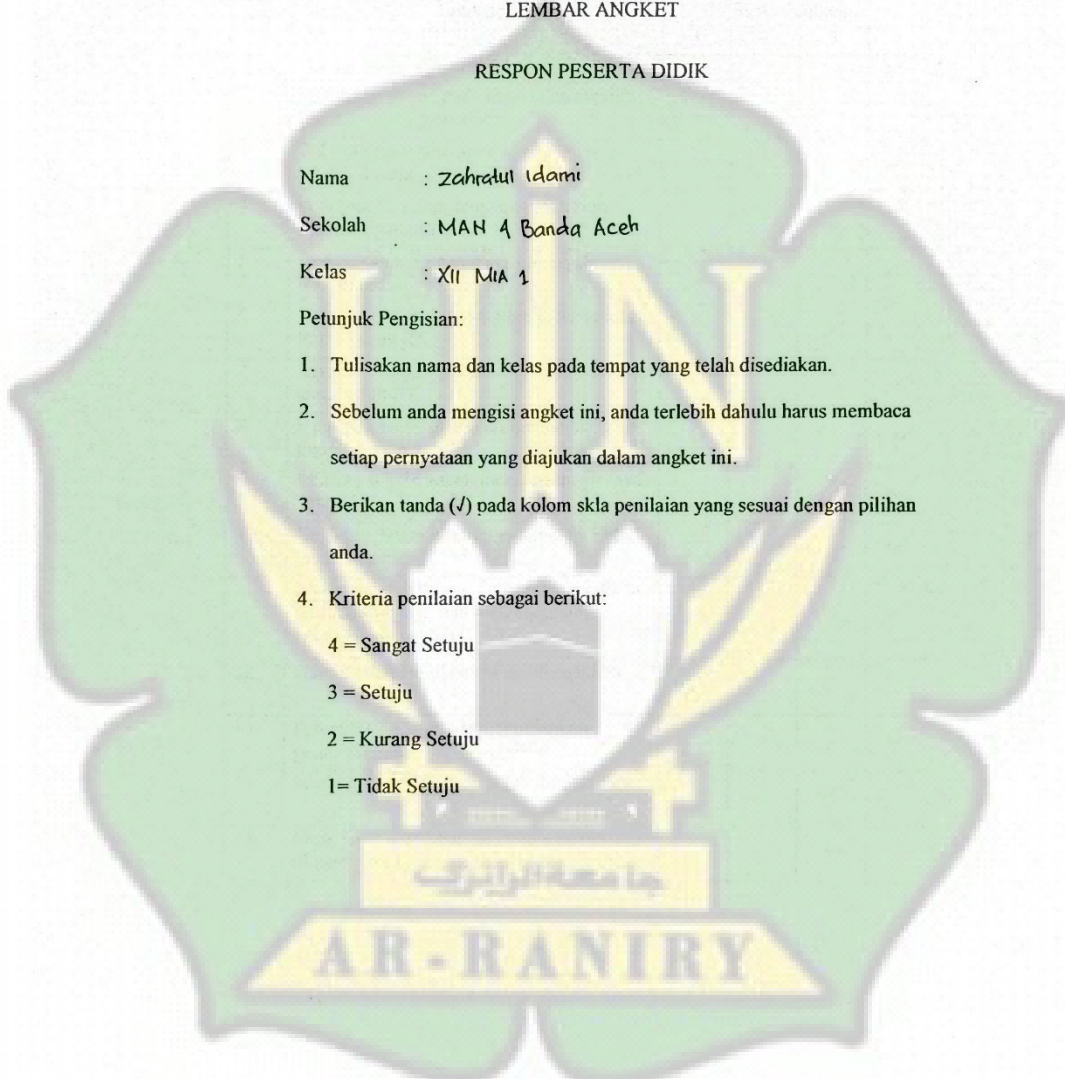 LEMBAR ANGKET
RESPON PESERTA DIDIK
Nama : Zahratul Idami
Sekolah : MAN 4 Banda Aceh
Kelas : XII MIA 1
Petunjuk Pengisian:
1. Tulisakan nama dan kelas pada tempat yang telah disediakan.
2. Sebelum anda mengisi angket ini, anda terlebih dahulu harus membaca
setiap pernyataan yang diajukan dalam angket ini.
3. Berikan tanda (√) pada kolom skla penilaian yang sesuai dengan pilihan
anda.
4. Kriteria penilaian sebagai berikut:
4 = Sangat Setuju
3 = Setuju
2 = Kurang Setuju
1= Tidak Setuju
UIN
جامعة الرانري
AR-RANIRY